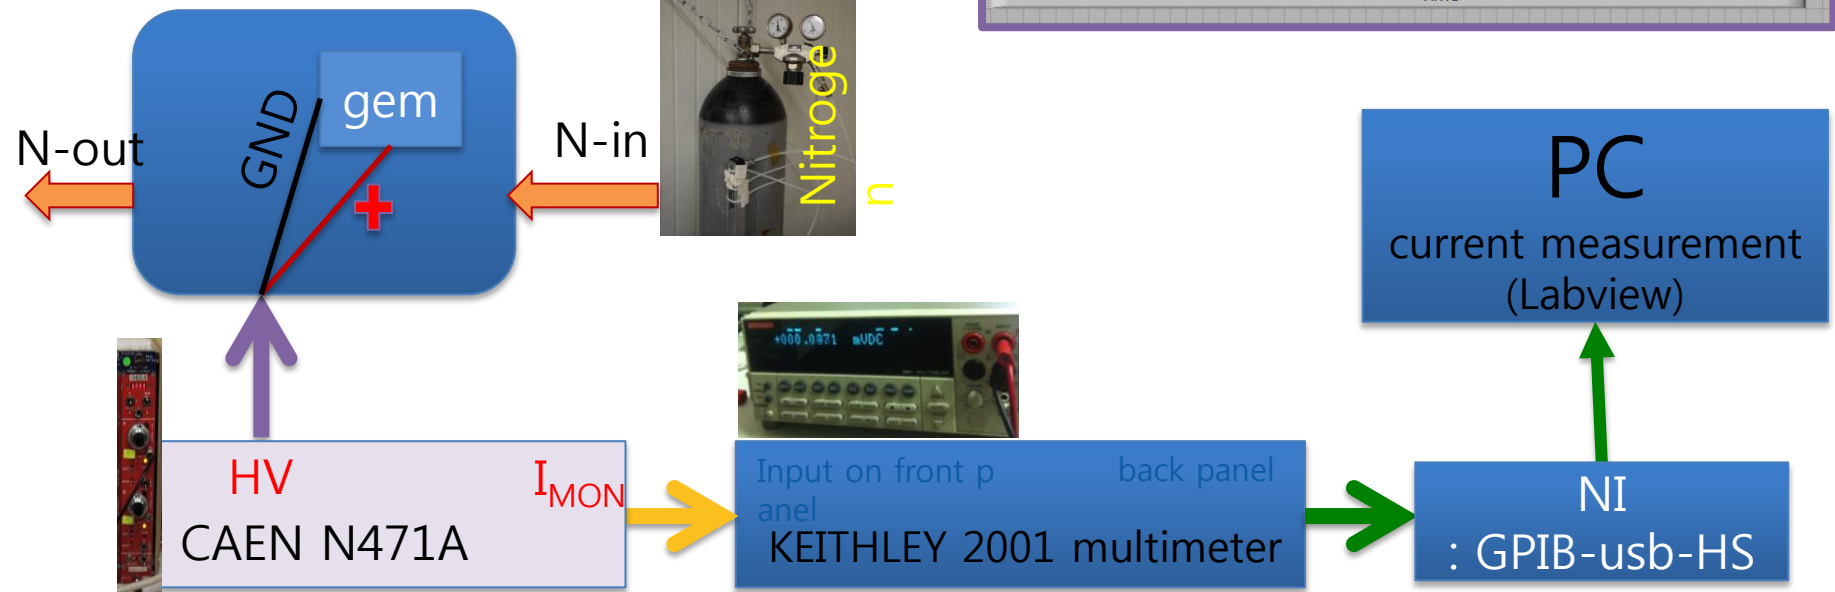 gem
GND
N-out
N-in
Nitroge
n
PC
current measurement
(Labview)
+000.0371 mVDC
HV
I_MON
CAEN N471A
Input on front p
anel
back panel
KEITHLEY 2001 multimeter
NI
: GPIB-usb-HS